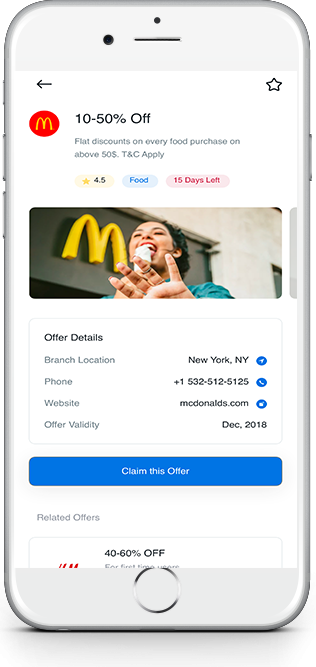 10-50% Off
Flat discounts on every food purchase on
above 50$. T&C Apply
4.5 Food 15 Days Left
Offer Details
Branch Location New York, NY
Phone +1 532-512-5125
Website mcdonalds.com
Offer Validity Dec, 2018
Claim this Offer
Related Offers
40-60% OFF
For first time users